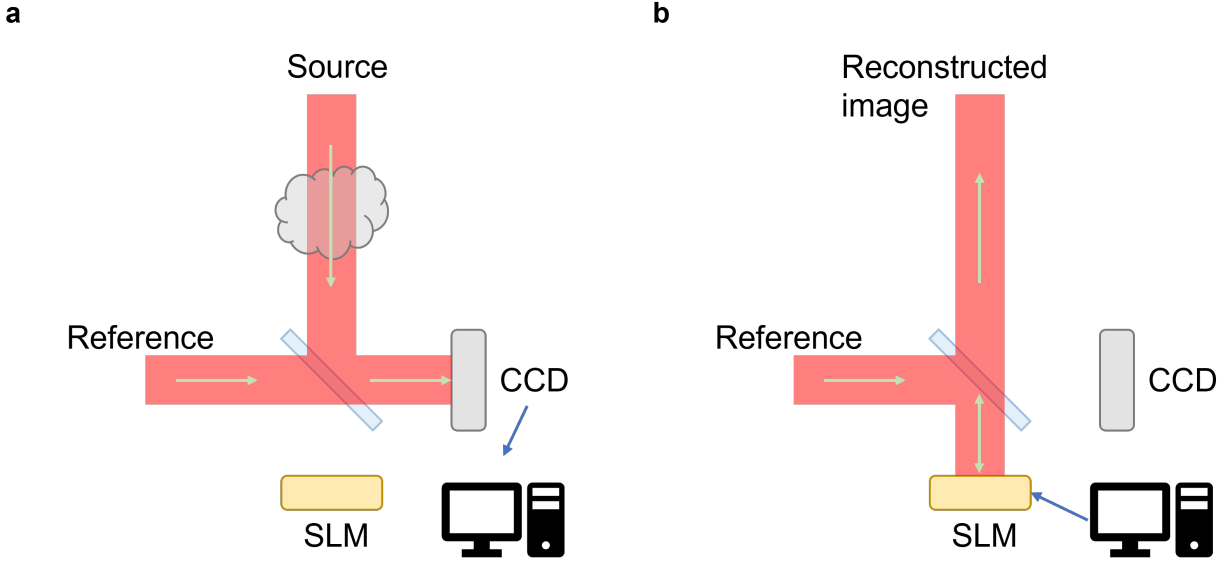 a
Source
Reference
CCD
SLM
b
Reconstructed
image
Reference
CCD
SLM